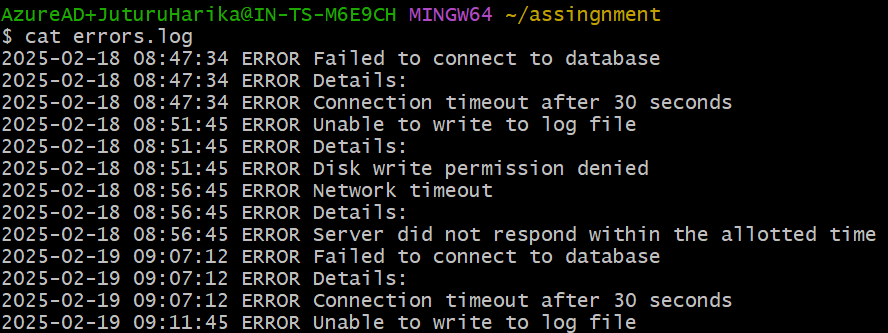 AzureAD+JuturuHarika@IN-TS-M6E9CH MINGW64 ~/assingnment
$ cat errors.log
2025-02-18 08:47:34 ERROR Failed to connect to database
2025-02-18 08:47:34 ERROR Details:
2025-02-18 08:47:34 ERROR Connection timeout after 30 seconds
2025-02-18 08:51:45 ERROR Unable to write to log file
2025-02-18 08:51:45 ERROR Details:
2025-02-18 08:51:45 ERROR Disk write permission denied
2025-02-18 08:56:45 ERROR Network timeout
2025-02-18 08:56:45 ERROR Details:
2025-02-18 08:56:45 ERROR Server did not respond within the allotted time
2025-02-19 09:07:12 ERROR Failed to connect to database
2025-02-19 09:07:12 ERROR Details:
2025-02-19 09:07:12 ERROR Connection timeout after 30 seconds
2025-02-19 09:11:45 ERROR Unable to write to log file